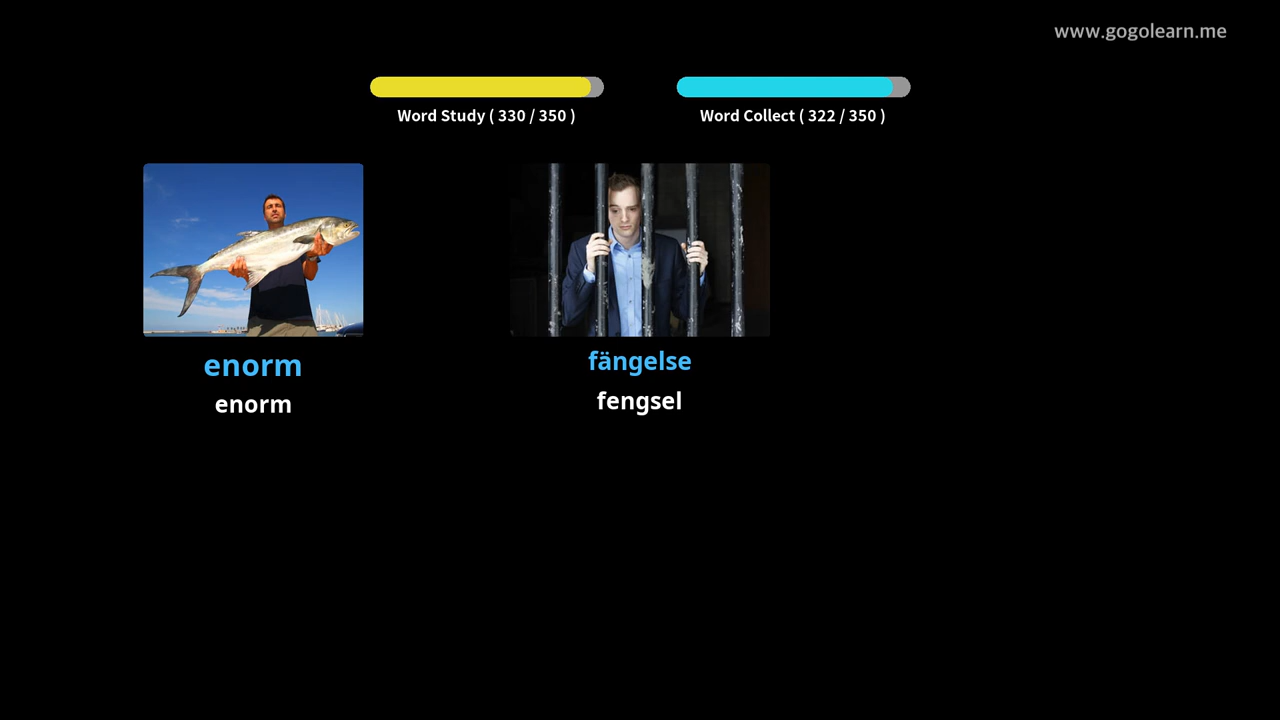 www.gogolearn.me
Word Study ( 330 / 350 )
Word Collect ( 322 / 350 )
enorm
enorm
fängelse
fengsel